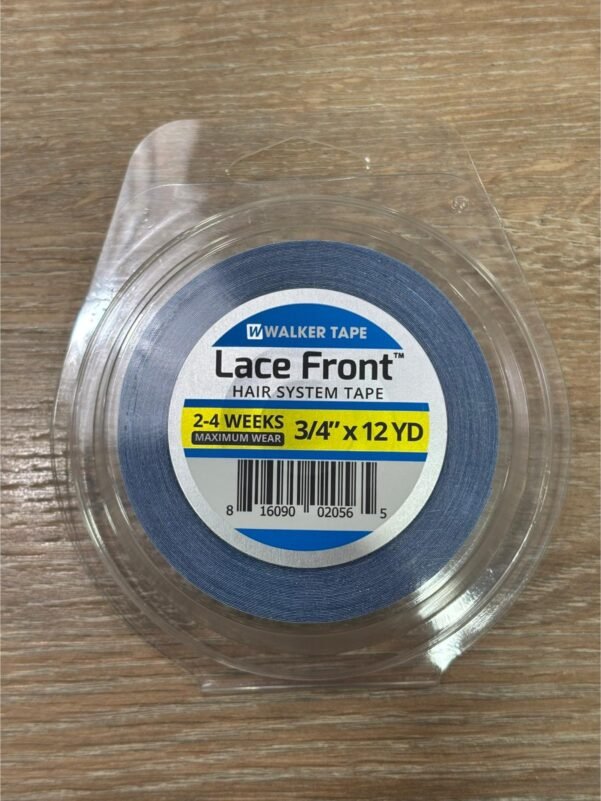 W WALKER TAPE
Lace Front™
HAIR SYSTEM TAPE
2-4 WEEKS
MAXIMUM WEAR
3/4" x 12 YD
8 16090 02056 5